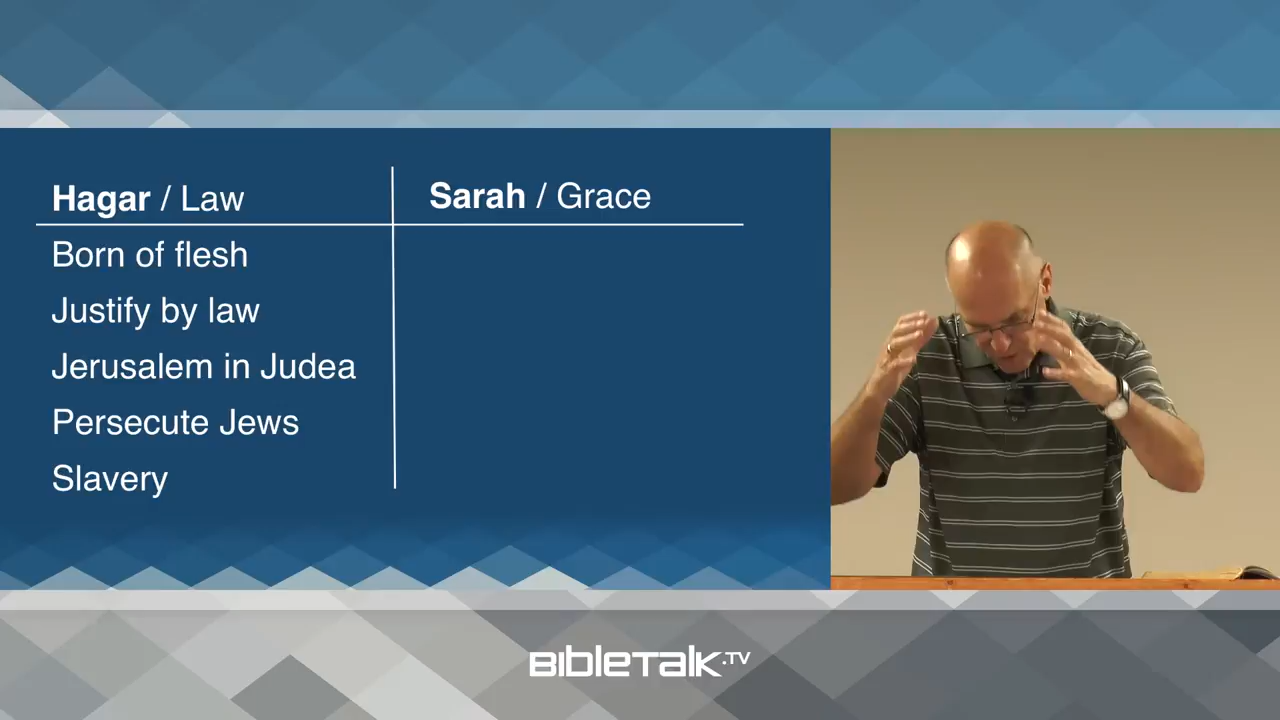 Hagar / Law
Sarah / Grace
Born of flesh
Justify by law
Jerusalem in Judea
Persecute Jews
Slavery
BIBLETALK.TV